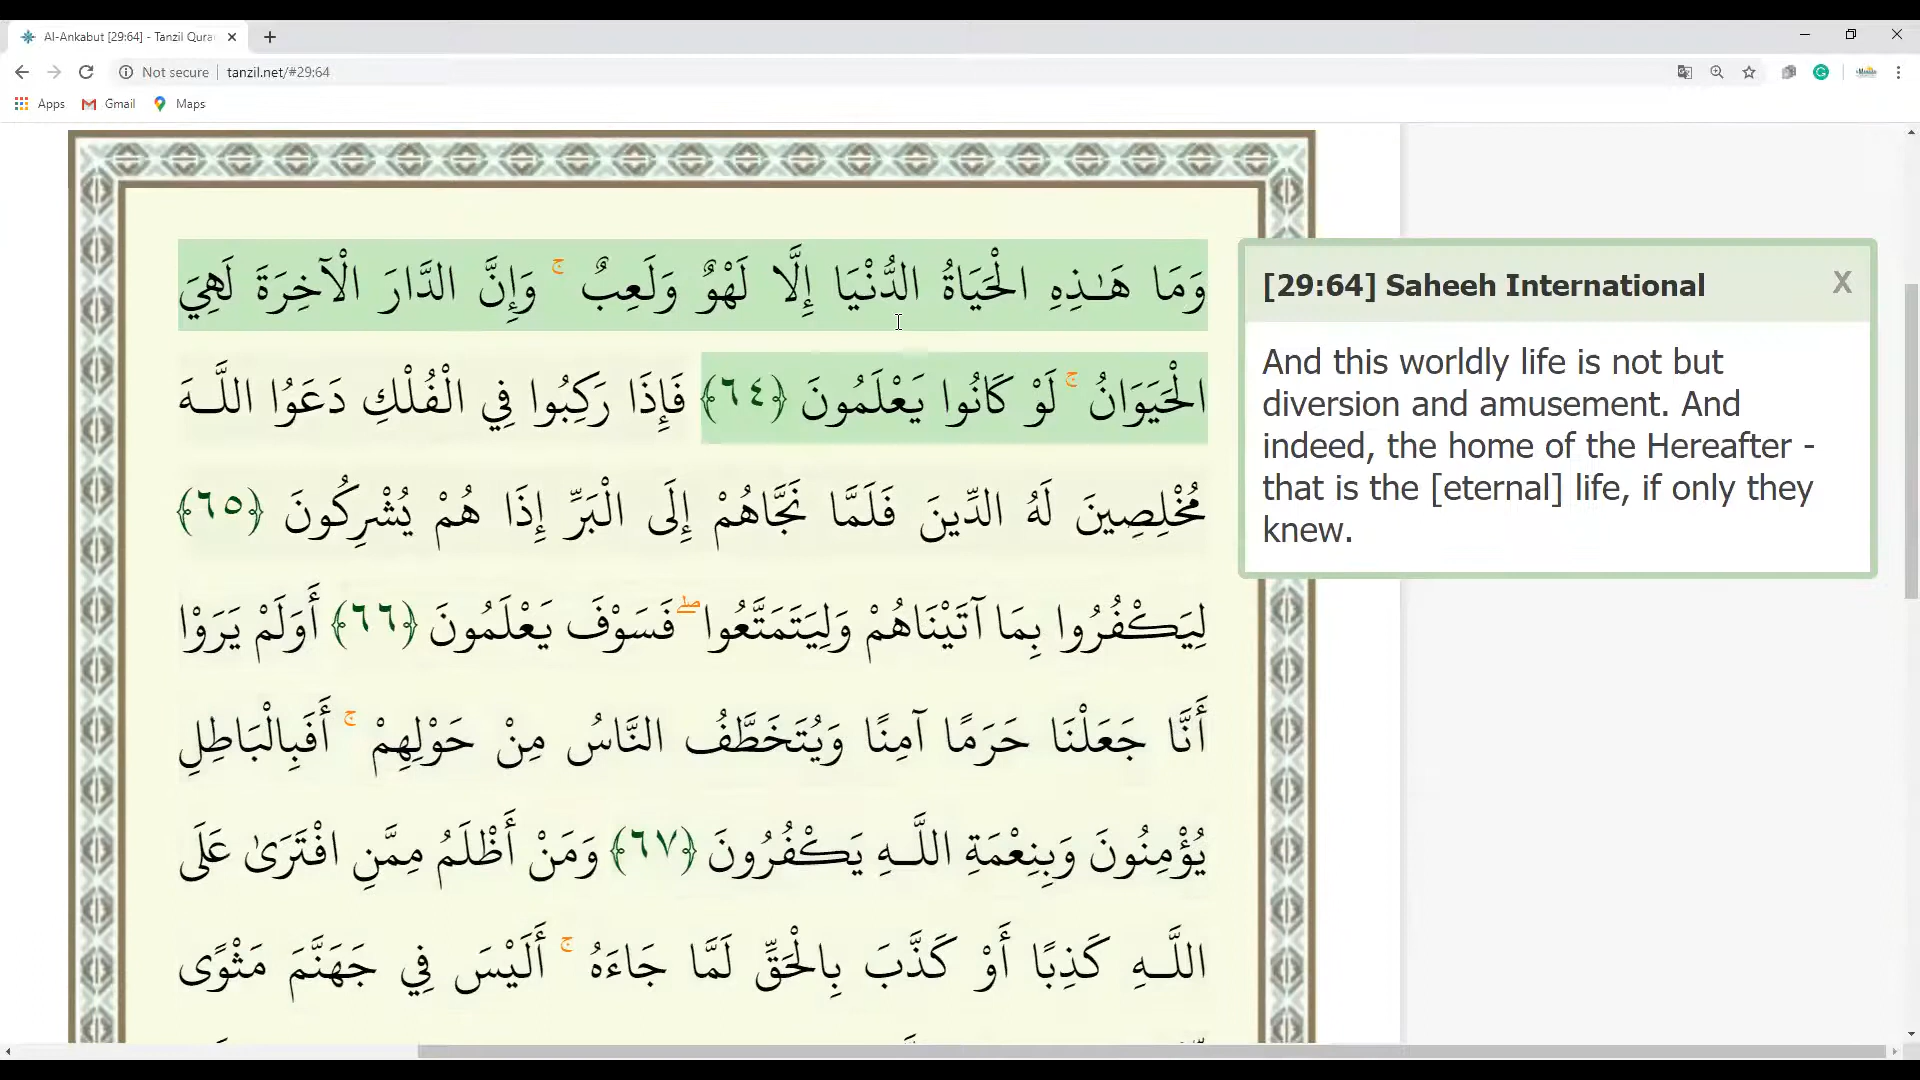 Al-Ankabut [29:64] - Tanzil Qura
Not secure
tanzil.net/#29:64
Apps
Gmail
Maps
وَمَا هَـٰذِهِ الْحَيَاةُ الدُّنْيَا إِلَّا لَهْوٌ وَلَعِبٌ ۚ وَإِنَّ الدَّارَ الْآخِرَةَ لَهِيَ
الْحَيَوَانُ ۚ لَوْ كَانُوا يَعْلَمُونَ ﴿٦٤﴾ فَإِذَا رَكِبُوا فِي الْفُلْكِ دَعَوُا اللَّـهَ
مُخْلِصِينَ لَهُ الدِّينَ فَلَمَّا نَجَّاهُمْ إِلَى الْبَرِّ إِذَا هُمْ يُشْرِكُونَ ﴿٦٥﴾
لِيَكْفُرُوا بِمَا آتَيْنَاهُمْ وَلِيَتَمَتَّعُوا ۖ فَسَوْفَ يَعْلَمُونَ ﴿٦٦﴾ أَوَلَمْ يَرَوْا
أَنَّا جَعَلْنَا حَرَمًا آمِنًا وَيُتَخَطَّفُ النَّاسُ مِنْ حَوْلِهِمْ ۚ أَفَبِالْبَاطِلِ
يُؤْمِنُونَ وَبِنِعْمَةِ اللَّـهِ يَكْفُرُونَ ﴿٦٧﴾ وَمَنْ أَظْلَمُ مِمَّنِ افْتَرَىٰ عَلَى
اللَّـهِ كَذِبًا أَوْ كَذَّبَ بِالْحَقِّ لَمَّا جَاءَهُ ۚ أَلَيْسَ فِي جَهَنَّمَ مَثْوًى
[29:64] Saheeh International
X
And this worldly life is not but
diversion and amusement. And
indeed, the home of the Hereafter -
that is the [eternal] life, if only they
knew.